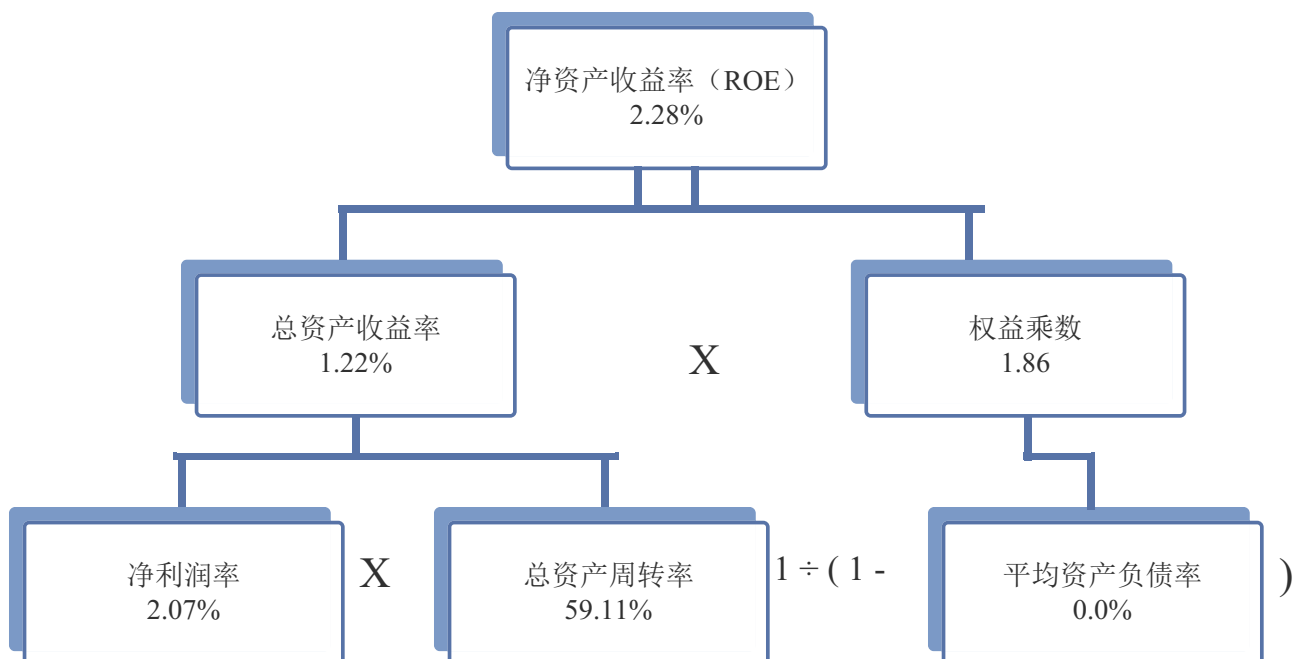 净资产收益率（ROE）
2.28%
总资产收益率
1.22%
X
权益乘数
1.86
净利润率
2.07%
X
总资产周转率
59.11%
1 ÷ ( 1 -
平均资产负债率
0.0%
)